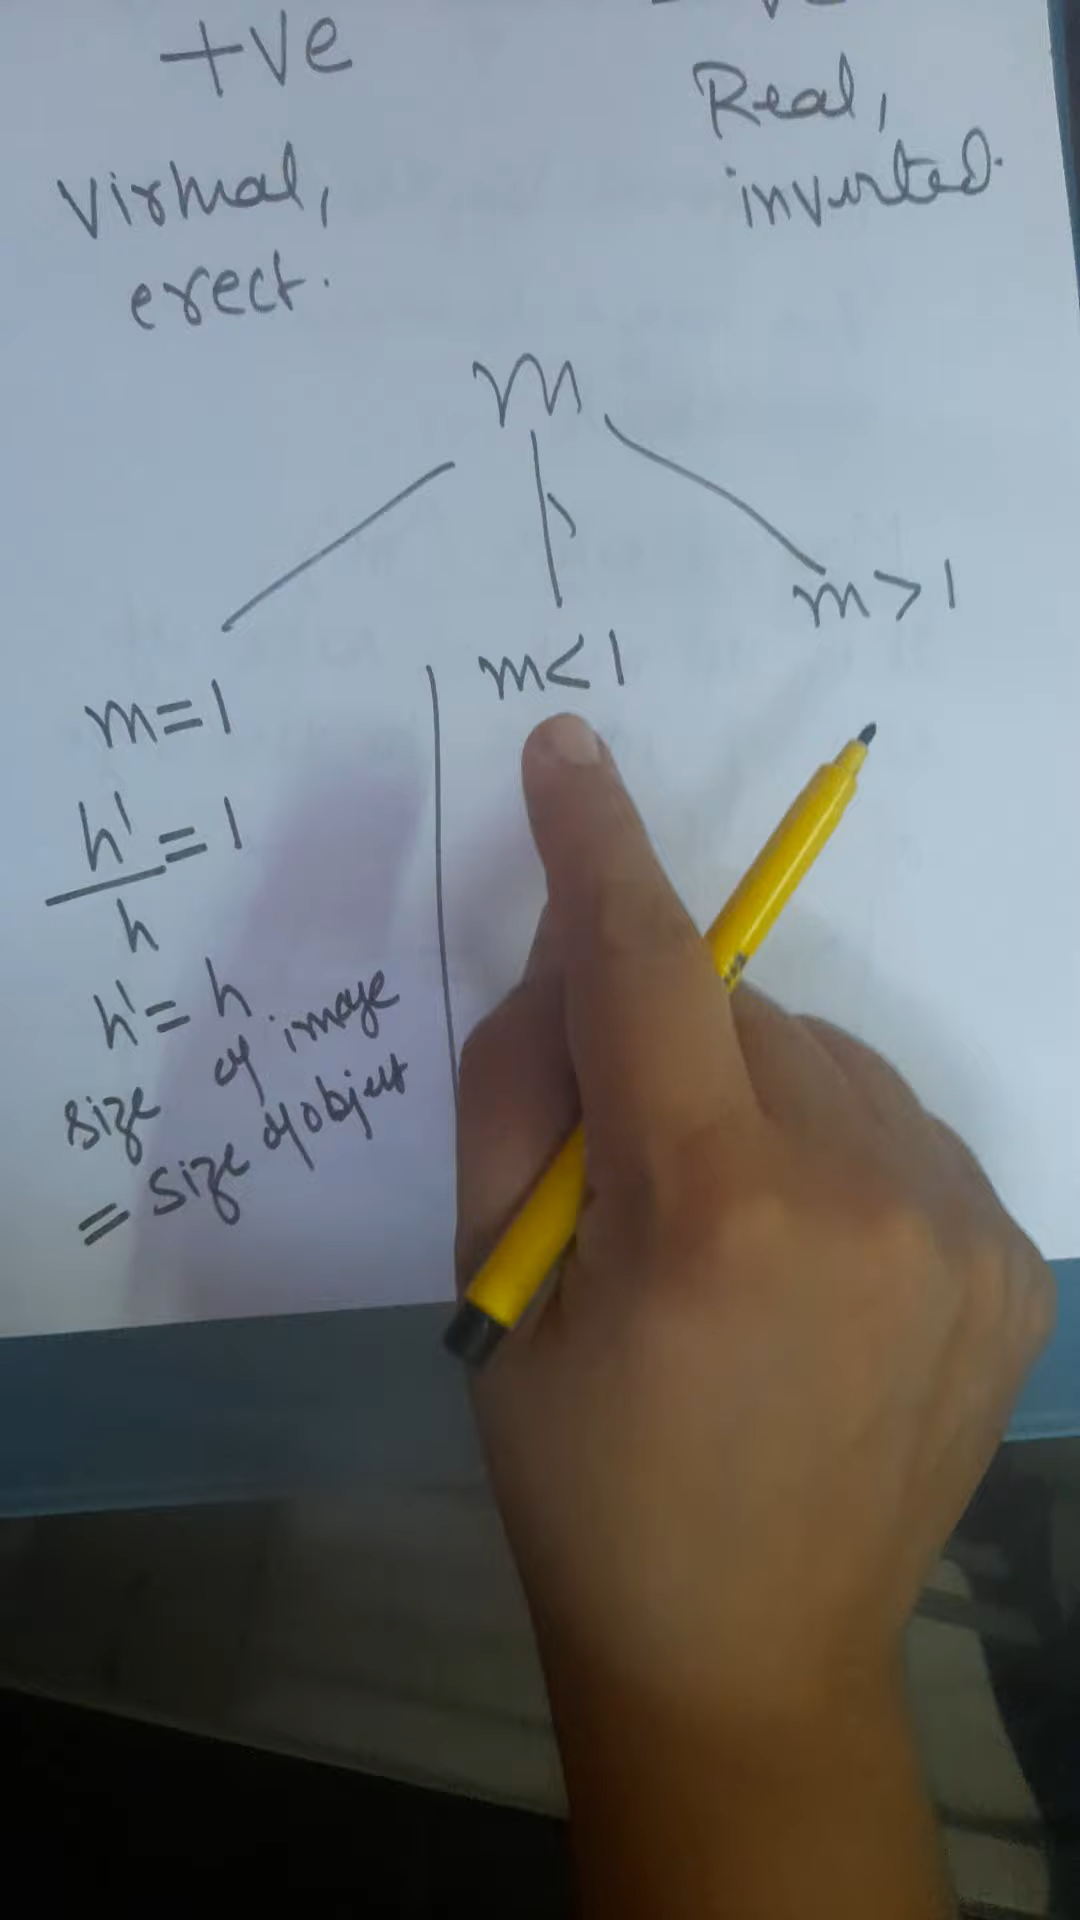 +ve
Real,
virtual,
inverted.
erect.
m
m > 1
m < 1
m = 1
h' = 1
h
h' = h
size of image
= size of object